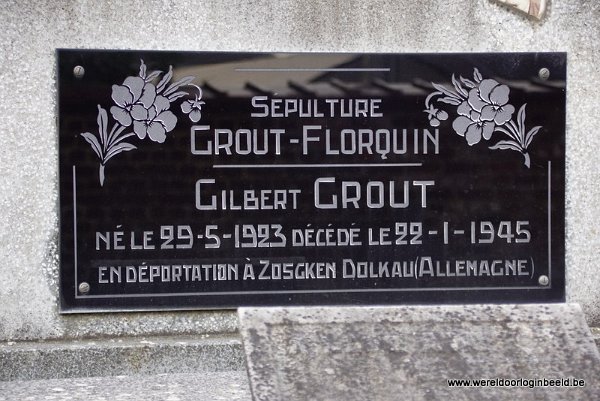 SEPULTURE
GROUT-FLORQUIN
GILBERT GROUT
NÉ LE 29-5-1923 DÉCÉDÉ LE 22-1-1945
EN DÉPORTATION À ZOSGKEN DOLKAU (ALLEMAGNE)
www.wereldoorloginbeeld.be